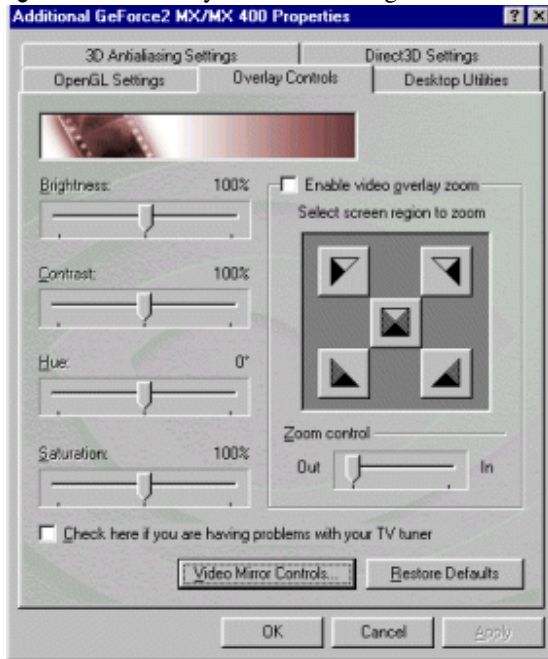 Additional GeForce2 MX/MX 400 Properties
3D Antialiasing Settings
Direct3D Settings
OpenGL Settings
Overlay Controls
Desktop Utilities
Brightness: 100%
Contrast: 100%
Hue: 0°
Saturation: 100%
Enable video overlay zoom
Select screen region to zoom
Zoom control
Out In
Check here if you are having problems with your TV tuner
Video Mirror Controls...
Restore Defaults
OK
Cancel
Apply